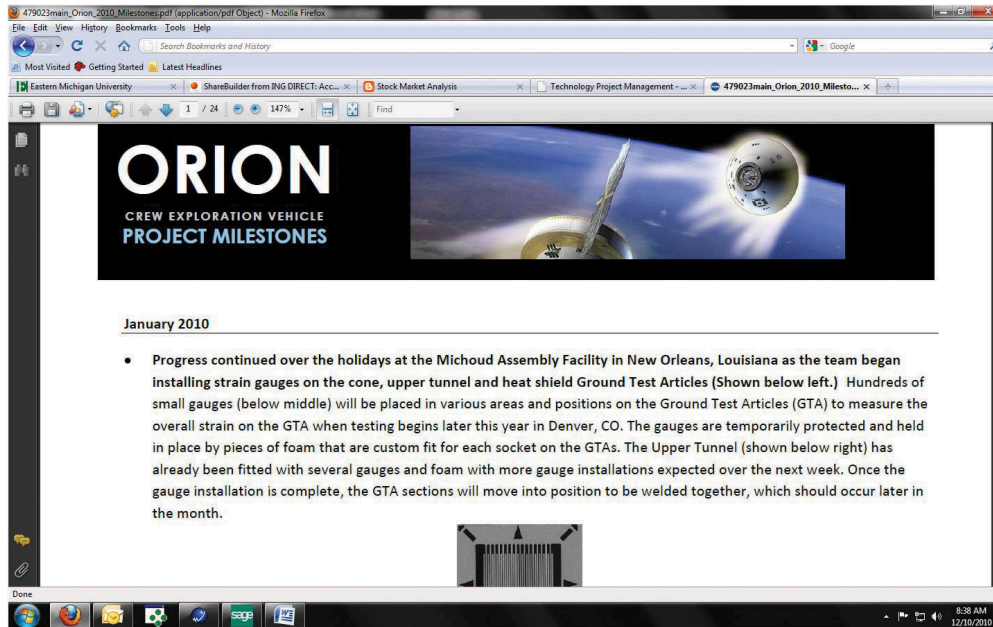 479023main_Orion_2010_Milestones.pdf (application/pdf Object) - Mozilla Firefox
File Edit View History Bookmarks Tools Help
Search Bookmarks and History
Google
Most Visited Getting Started Latest Headlines
Eastern Michigan University
ShareBuilder from ING DIRECT: Acc...
Stock Market Analysis
Technology Project Management - ...
479023main_Orion_2010_Milesto...
1 / 24 147% Find
ORION
CREW EXPLORATION VEHICLE
PROJECT MILESTONES
January 2010
• Progress continued over the holidays at the Michoud Assembly Facility in New Orleans, Louisiana as the team began
installing strain gauges on the cone, upper tunnel and heat shield Ground Test Articles (Shown below left.) Hundreds of
small gauges (below middle) will be placed in various areas and positions on the Ground Test Articles (GTA) to measure the
overall strain on the GTA when testing begins later this year in Denver, CO. The gauges are temporarily protected and held
in place by pieces of foam that are custom fit for each socket on the GTAs. The Upper Tunnel (shown below right) has
already been fitted with several gauges and foam with more gauge installations expected over the next week. Once the
gauge installation is complete, the GTA sections will move into position to be welded together, which should occur later in
the month.
Done
sage
8:38 AM
12/10/2010